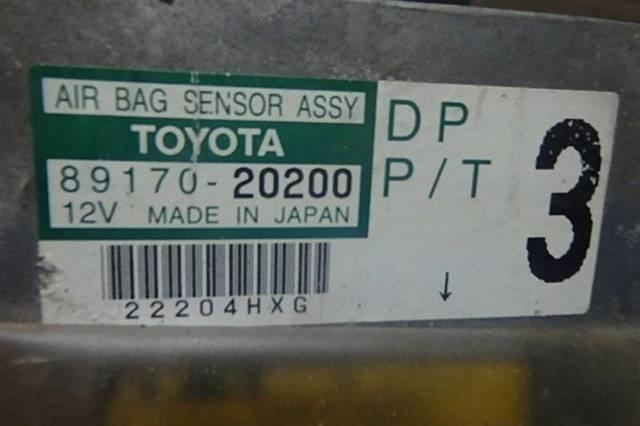 AIR BAG SENSOR ASSY
TOYOTA
89170-20200
12V MADE IN JAPAN
22204HXG
DP
P/T
3
↓